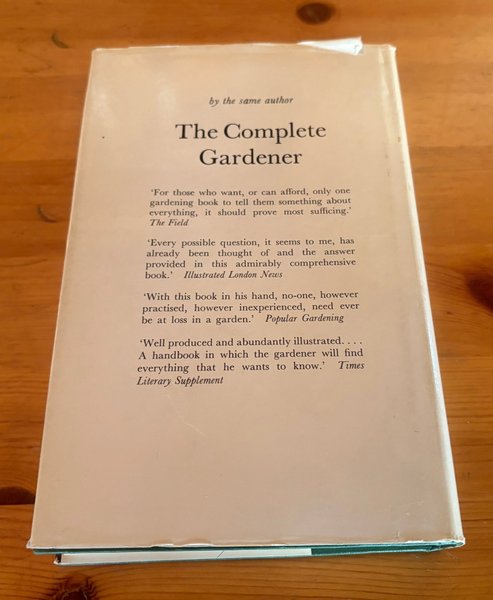 by the same author
The Complete
Gardener
‘For those who want, or can afford, only one
gardening book to tell them something about
everything, it should prove most sufficing.’
The Field
‘Every possible question, it seems to me, has
already been thought of and the answer
provided in this admirably comprehensive
book.’ Illustrated London News
‘With this book in his hand, no-one, however
practised, however inexperienced, need ever
be at loss in a garden.’ Popular Gardening
‘Well produced and abundantly illustrated. . . .
A handbook in which the gardener will find
everything that he wants to know.’ Times
Literary Supplement